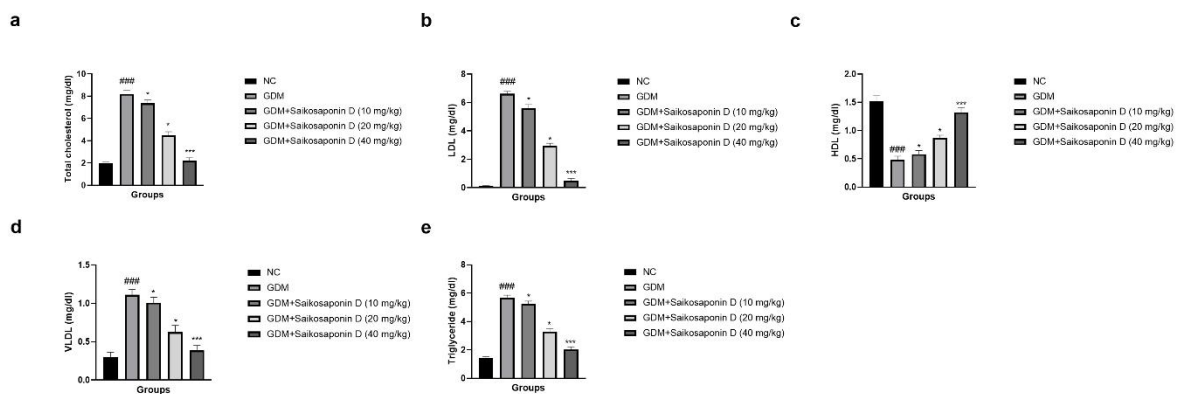 a
Total cholesterol (mg/dl)
10
8
6
4
2
0
###
*
*
***
Groups
NC
GDM
GDM+Saikosaponin D (10 mg/kg)
GDM+Saikosaponin D (20 mg/kg)
GDM+Saikosaponin D (40 mg/kg)
b
LDL (mg/dl)
8
6
4
2
0
###
*
*
***
Groups
NC
GDM
GDM+Saikosaponin D (10 mg/kg)
GDM+Saikosaponin D (20 mg/kg)
GDM+Saikosaponin D (40 mg/kg)
c
HDL (mg/dl)
2.0
1.5
1.0
0.5
0.0
###
*
*
***
Groups
NC
GDM
GDM+Saikosaponin D (10 mg/kg)
GDM+Saikosaponin D (20 mg/kg)
GDM+Saikosaponin D (40 mg/kg)
d
VLDL (mg/dl)
1.5
1.0
0.5
0.0
###
*
*
***
Groups
NC
GDM
GDM+Saikosaponin D (10 mg/kg)
GDM+Saikosaponin D (20 mg/kg)
GDM+Saikosaponin D (40 mg/kg)
e
Triglyceride (mg/dl)
8
6
4
2
0
###
*
*
***
Groups
NC
GDM
GDM+Saikosaponin D (10 mg/kg)
GDM+Saikosaponin D (20 mg/kg)
GDM+Saikosaponin D (40 mg/kg)